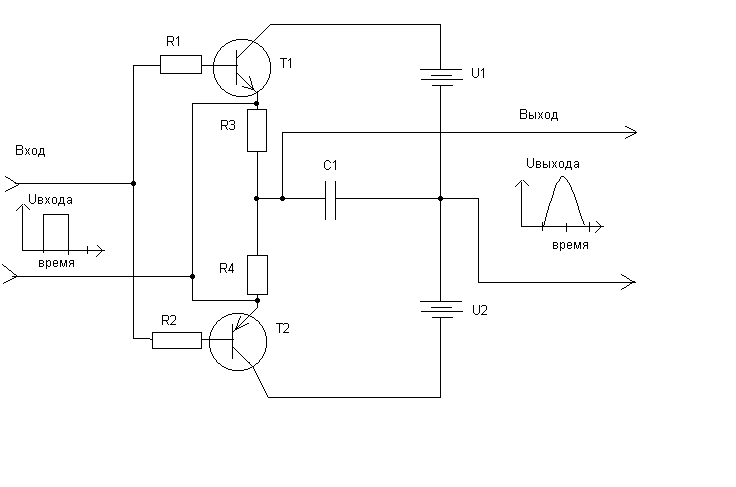 R1
T1
U1
R3
Выход
Вход
C1
Uвыхода
Uвхода
время
время
R4
U2
R2
T2